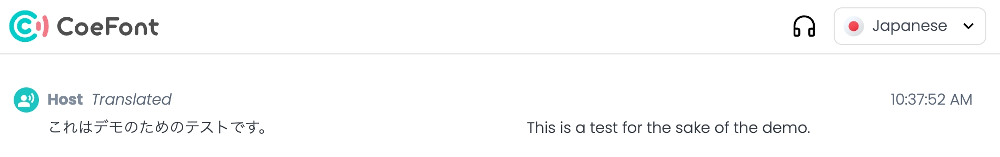 CoeFont
Japanese
Host Translated 10:37:52 AM
これはデモのためのテストです。 This is a test for the sake of the demo.